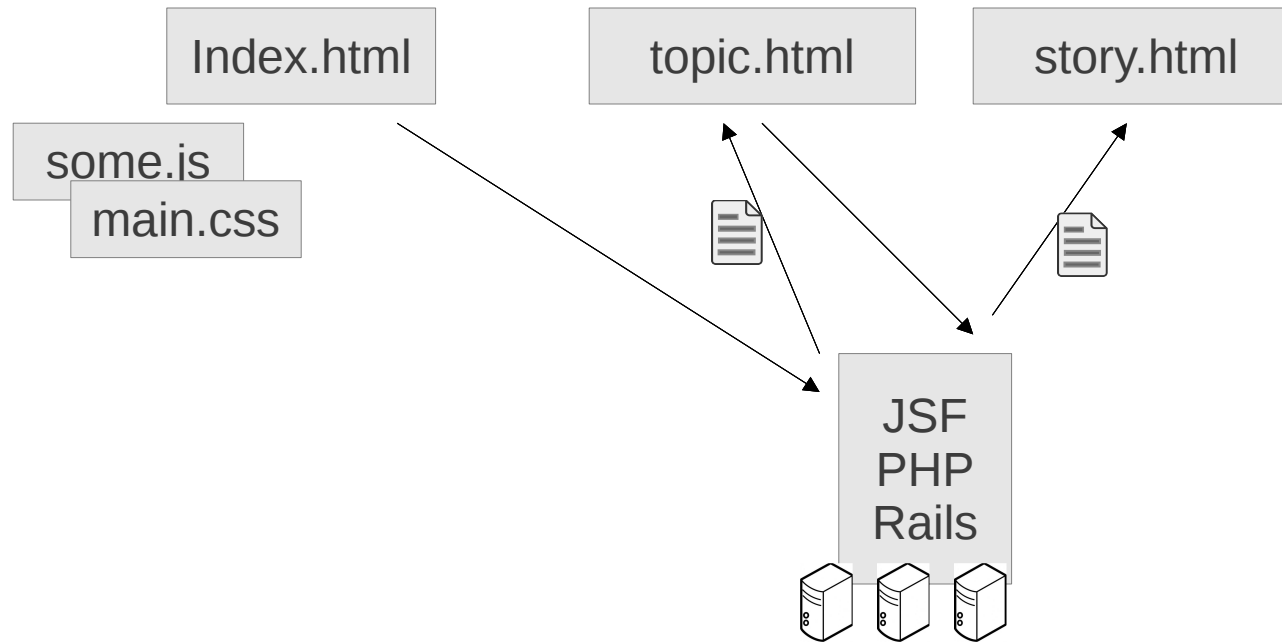 Index.html
topic.html
story.html
some.js
main.css
JSF
PHP
Rails